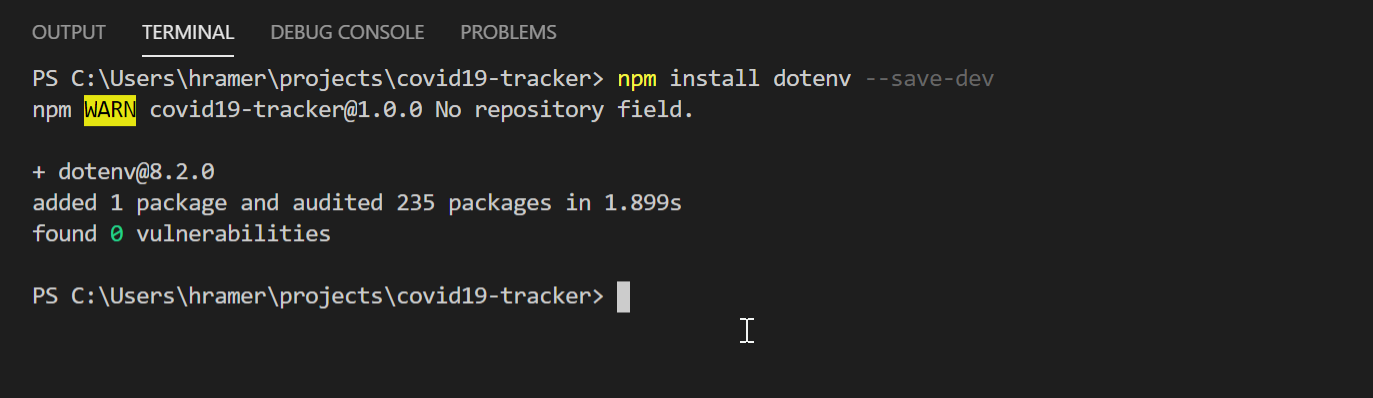 OUTPUT TERMINAL DEBUG CONSOLE PROBLEMS
PS C:\Users\hramer\projects\covid19-tracker> npm install dotenv --save-dev
npm WARN covid19-tracker@1.0.0 No repository field.
+ dotenv@8.2.0
added 1 package and audited 235 packages in 1.899s
found 0 vulnerabilities
PS C:\Users\hramer\projects\covid19-tracker>